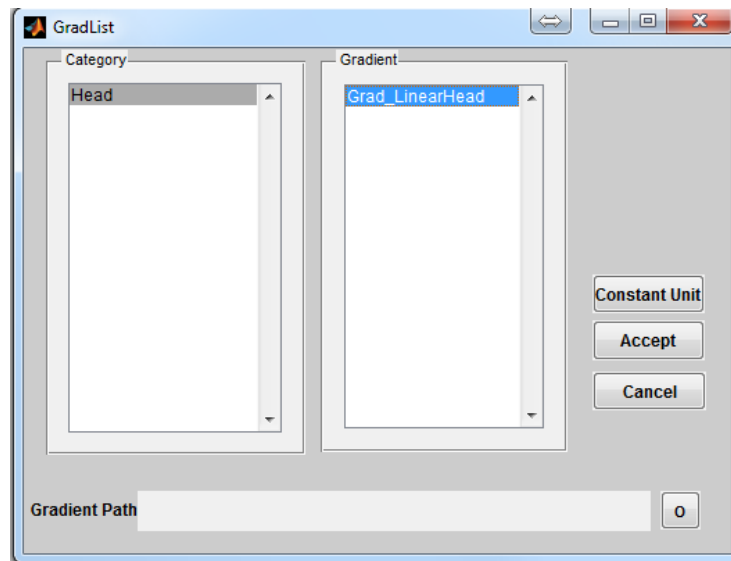 GradList
Category
Gradient
Head
Grad_LinearHead
Constant Unit
Accept
Cancel
Gradient Path
o